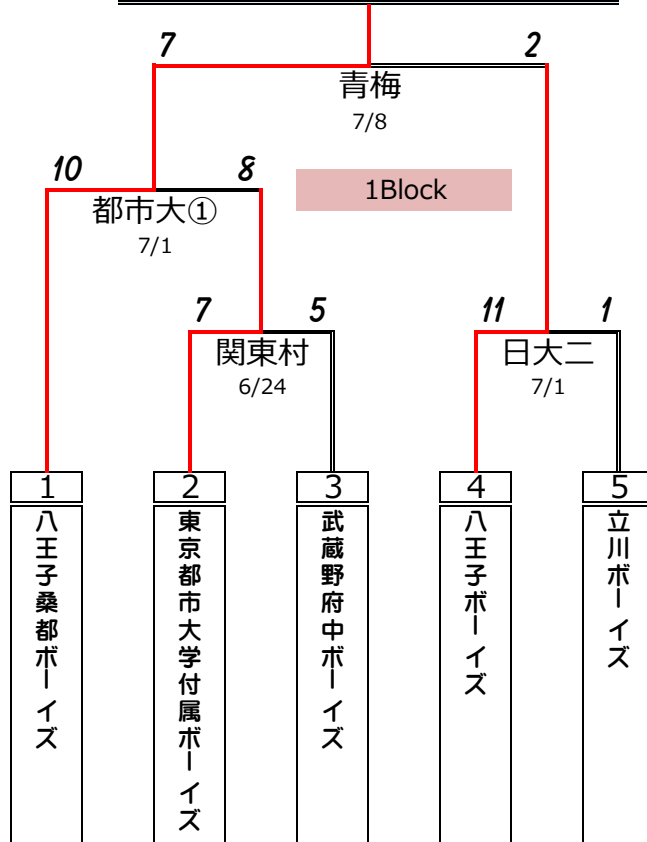 7
2
青梅
7/8
10
8
1Block
都市大①
7/1
7
5
11
1
関東村
日大二
6/24
7/1
1
2
3
4
5
八王子桑都ボーイズ
東京都市大学付属ボーイズ
武蔵野府中ボーイズ
八王子ボーイズ
立川ボーイズ